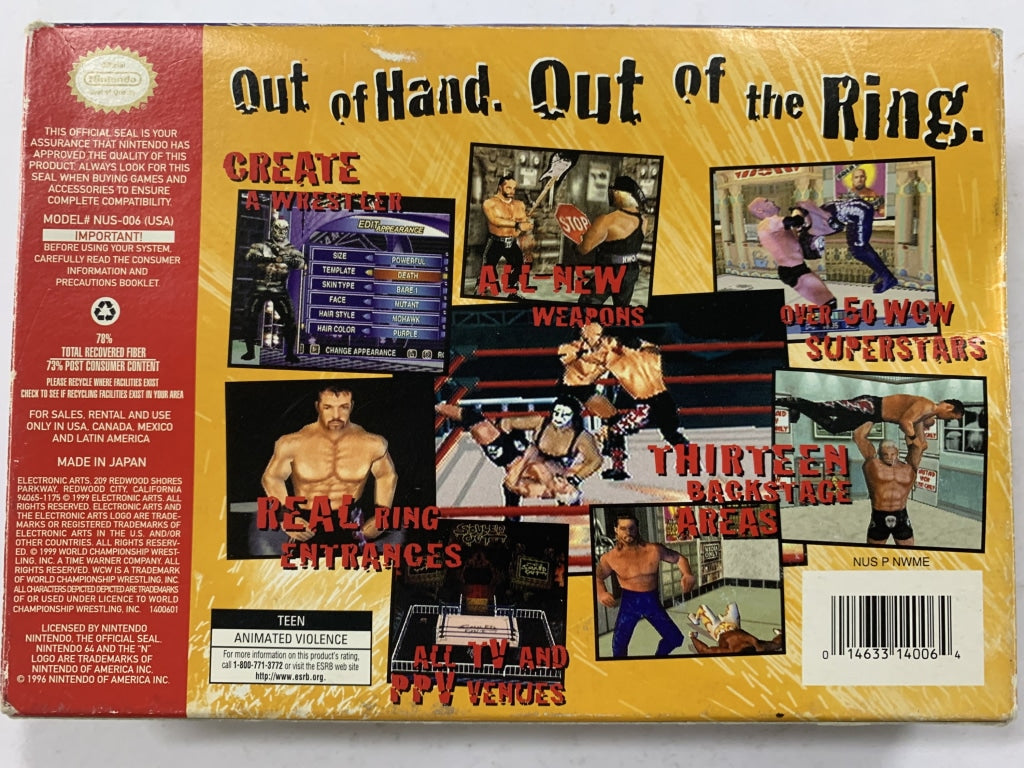 Official
Nintendo
Seal of Quality
THIS OFFICIAL SEAL IS YOUR
ASSURANCE THAT NINTENDO HAS
APPROVED THE QUALITY OF THIS
PRODUCT. ALWAYS LOOK FOR THIS
SEAL WHEN BUYING GAMES AND
ACCESSORIES TO ENSURE
COMPLETE COMPATIBILITY.
MODEL# NUS-006 (USA)
IMPORTANT!
BEFORE USING YOUR SYSTEM,
CAREFULLY READ THE CONSUMER
INFORMATION AND
PRECAUTIONS BOOKLET.
78%
TOTAL RECOVERED FIBER
73% POST CONSUMER CONTENT
PLEASE RECYCLE WHERE FACILITIES EXIST
CHECK TO SEE IF RECYCLING FACILITIES EXIST IN YOUR AREA
FOR SALES, RENTAL AND USE
ONLY IN USA, CANADA, MEXICO
AND LATIN AMERICA
MADE IN JAPAN
ELECTRONIC ARTS, 209 REDWOOD SHORES
PARKWAY, REDWOOD CITY, CALIFORNIA
94065-1175 © 1999 ELECTRONIC ARTS. ALL
RIGHTS RESERVED. ELECTRONIC ARTS AND
THE ELECTRONIC ARTS LOGO ARE TRADE-
MARKS OR REGISTERED TRADEMARKS OF
ELECTRONIC ARTS IN THE U.S. AND/OR
OTHER COUNTRIES. ALL RIGHTS RESERV-
ED. © 1999 WORLD CHAMPIONSHIP WREST-
LING, INC. A TIME WARNER COMPANY. ALL
RIGHTS RESERVED. WCW IS A TRADEMARK
OF WORLD CHAMPIONSHIP WRESTLING, INC.
ALL CHARACTERS DEPICTED DEPICTED ARE TRADEMARKS
OF OR USED UNDER LICENCE TO WORLD
CHAMPIONSHIP WRESTLING, INC. 1400601
LICENSED BY NINTENDO
NINTENDO, THE OFFICIAL SEAL,
NINTENDO 64 AND THE "N"
LOGO ARE TRADEMARKS OF
NINTENDO OF AMERICA INC.
© 1996 NINTENDO OF AMERICA INC.
Out of Hand. Out of the Ring.
CREATE
A WRESTLER
EDIT APPEARANCE
SIZE POWERFUL
TEMPLATE DEATH
SKIN TYPE BARE 1
FACE MUTANT
HAIR STYLE MOHAWK
HAIR COLOR PURPLE
CHANGE APPEARANCE
STOP
NWO
ALL-NEW
WEAPONS
OVER 50 WCW
SUPERSTARS
REAL RING
ENTRANCES
THIRTEEN
BACKSTAGE
AREAS
SOULED OUT
ALL TV AND
PPV VENUES
TEEN
ANIMATED VIOLENCE
For more information on this product's rating,
call 1-800-771-3772 or visit the ESRB web site
http://www.esrb.org.
NUS P NWME
0 14633 14006 4